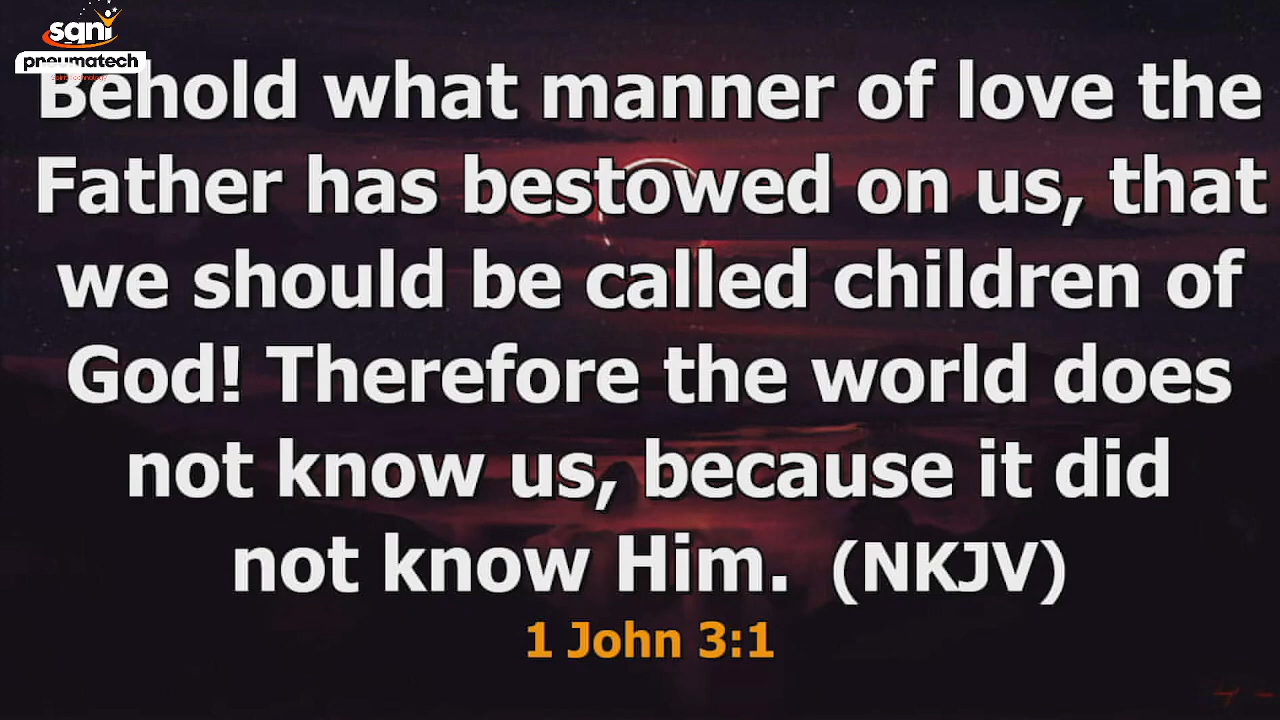 sqni
pneumatech
Behold what manner of love the
Father has bestowed on us, that
we should be called children of
God! Therefore the world does
not know us, because it did
not know Him. (NKJV)
1 John 3:1